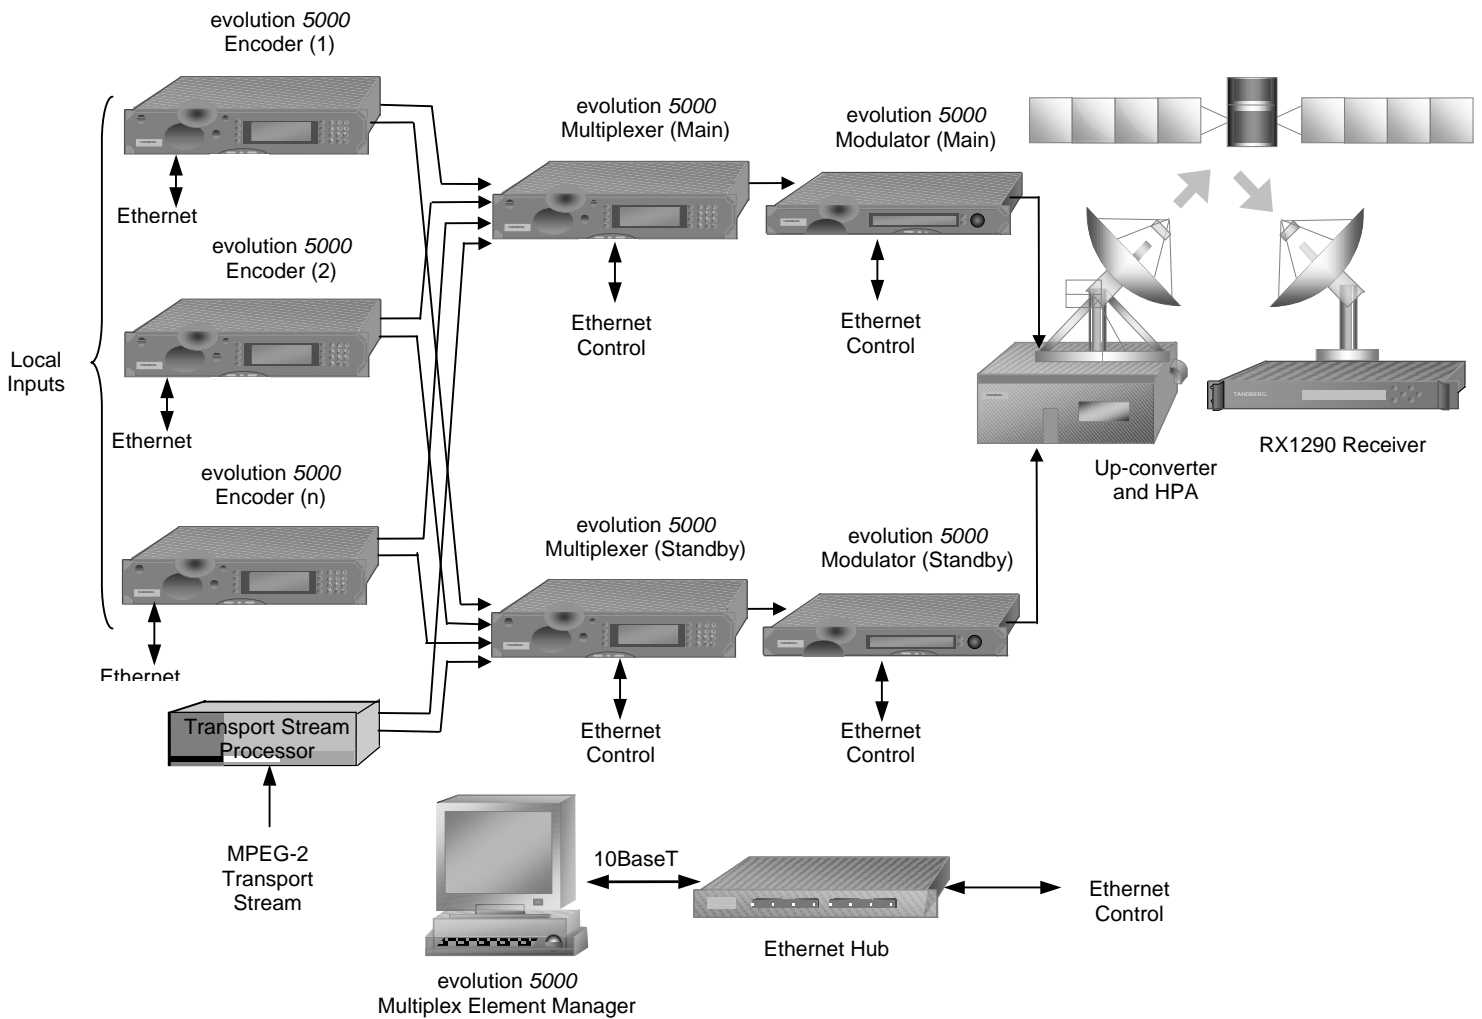 evolution 5000
Encoder (1)
evolution 5000
Multiplexer (Main)
evolution 5000
Modulator (Main)
Ethernet
evolution 5000
Encoder (2)
Ethernet
Control
Ethernet
Control
Local
Inputs
TANDBERG
Ethernet
RX1290 Receiver
Up-converter
and HPA
evolution 5000
Encoder (n)
evolution 5000
Multiplexer (Standby)
evolution 5000
Modulator (Standby)
Ethernet
Transport Stream
Processor
Ethernet
Control
Ethernet
Control
MPEG-2
Transport
Stream
10BaseT
Ethernet
Control
Ethernet Hub
evolution 5000
Multiplex Element Manager